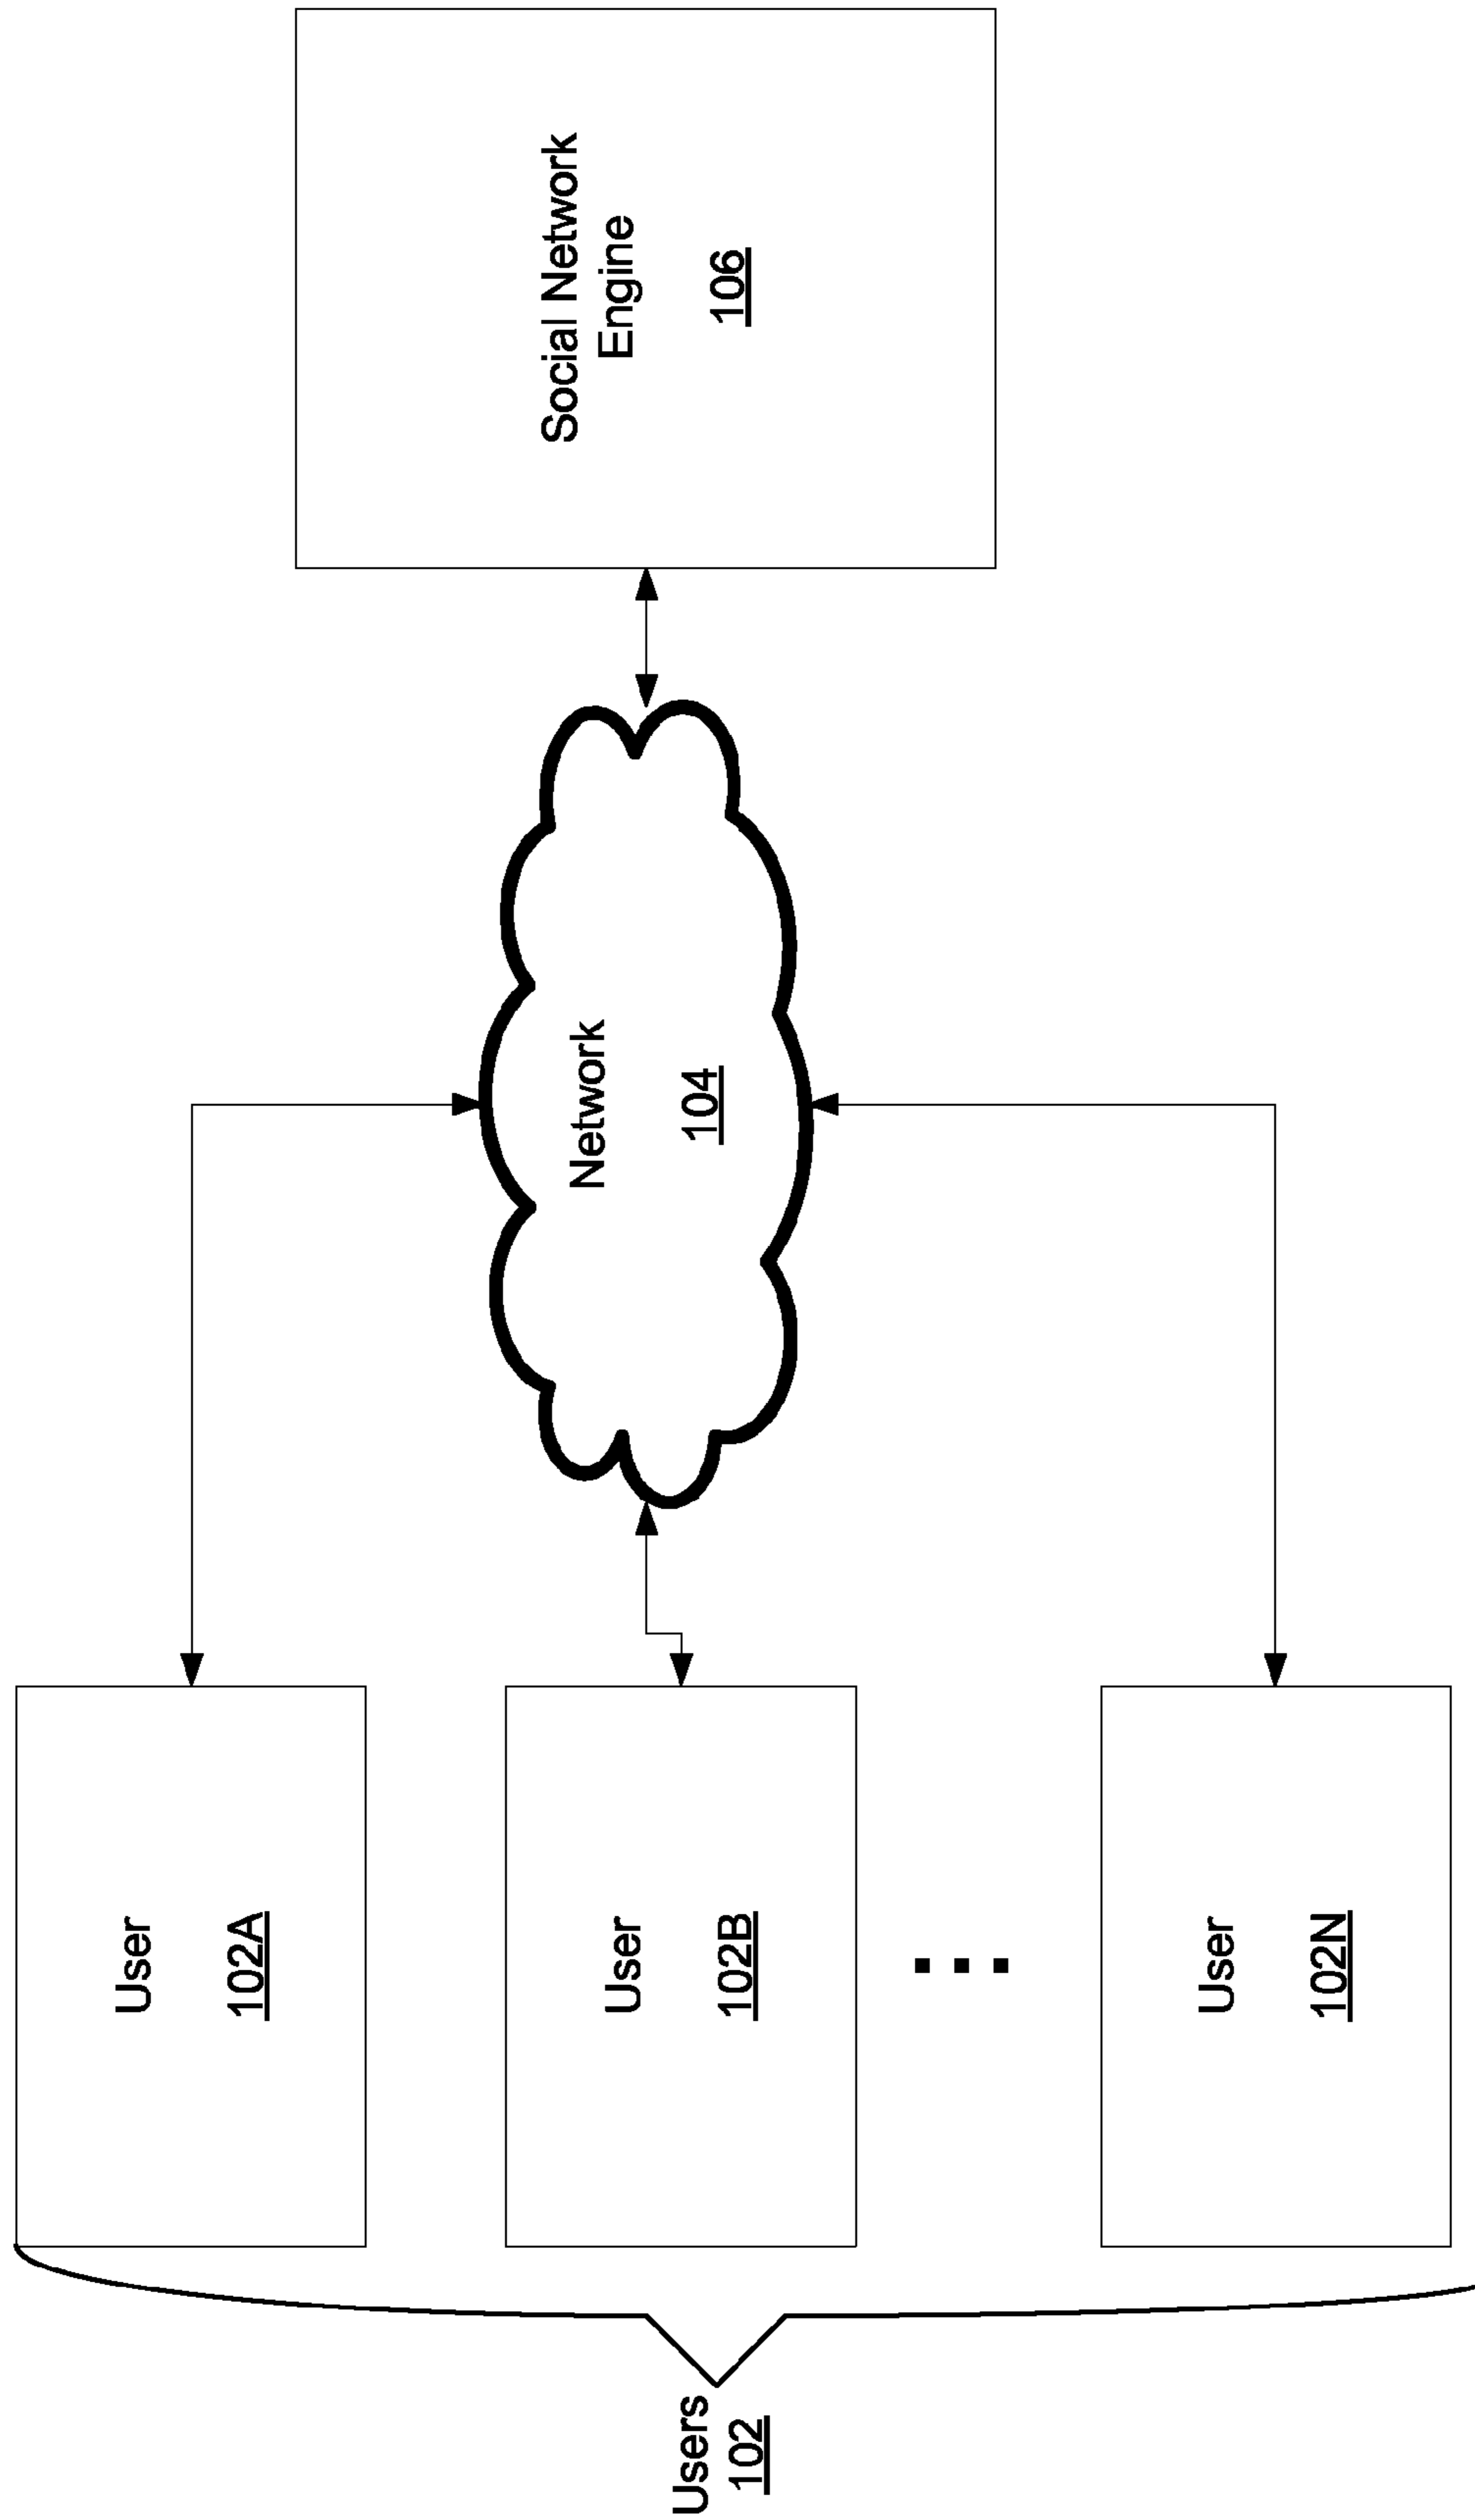 Users
102
User
102A
User
102B
User
102N
Network
104
Social Network
Engine
106